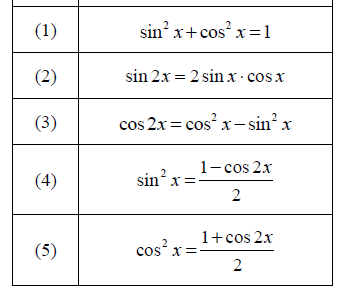 (1) sin² x+cos² x=1
(2) sin 2x = 2 sin x · cos x
(3) cos 2x = cos² x − sin² x
(4) sin² x = (1 − cos 2x)/2
(5) cos² x = (1 + cos 2x)/2